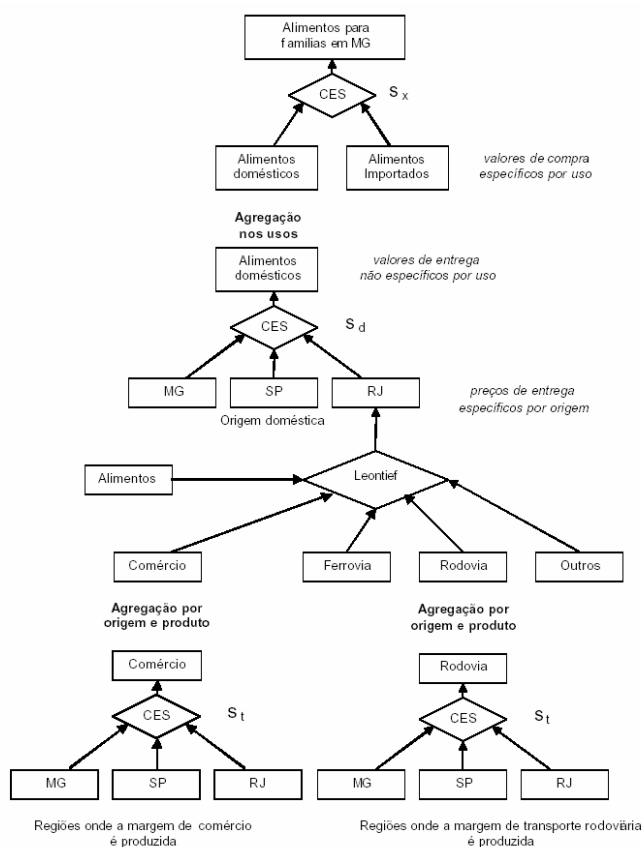 Alimentos para
famílias em MG
CES
S x
Alimentos
domésticos
Alimentos
Importados
valores de compra
específicos por uso
Agregação
nos usos
Alimentos
domésticos
valores de entrega
não específicos por uso
CES
S d
MG
SP
RJ
Origem doméstica
preços de entrega
específicos por origem
Alimentos
Leontief
Comércio
Ferrovia
Rodovia
Outros
Agregação por
origem e produto
Agregação por
origem e produto
Comércio
CES
S t
MG
SP
RJ
Regiões onde a margem de comércio
é produzida
Rodovia
CES
S t
MG
SP
RJ
Regiões onde a margem de transporte rodoviária
é produzida